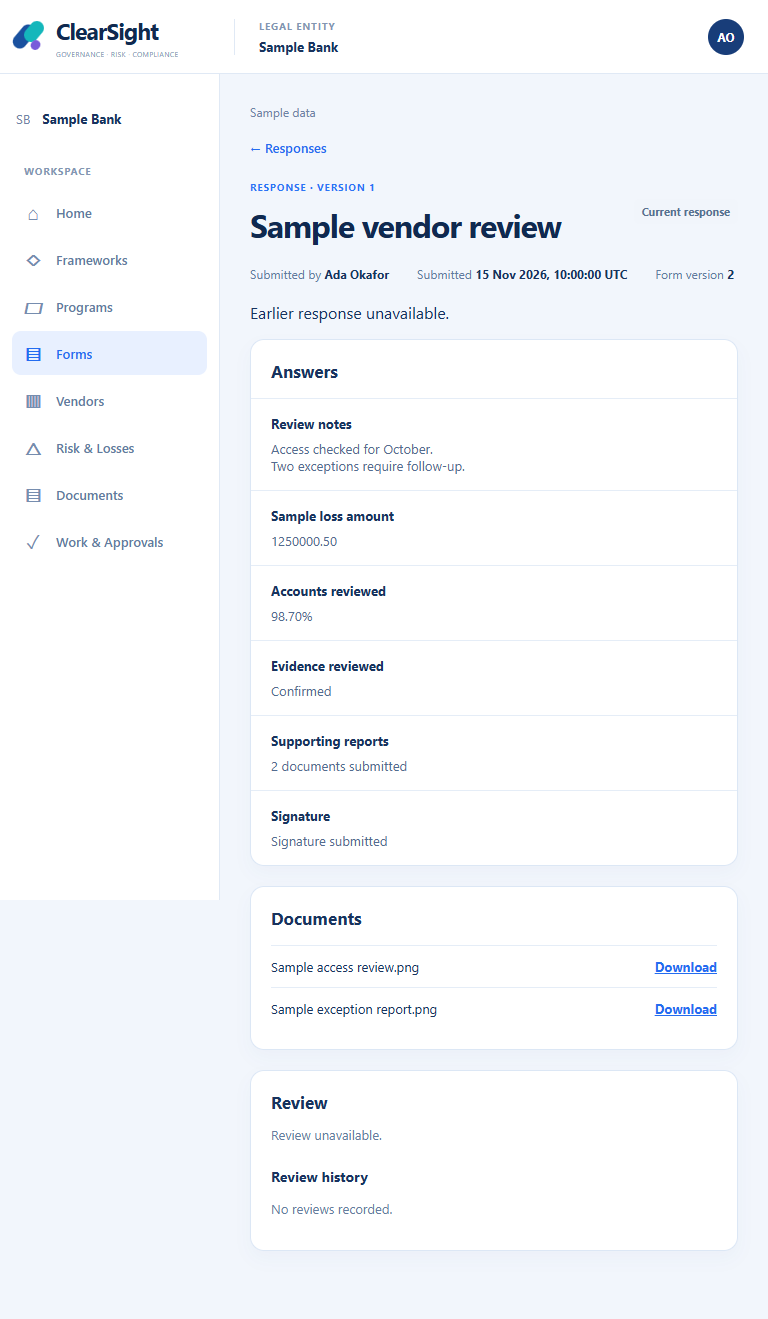 ClearSight
GOVERNANCE · RISK · COMPLIANCE
LEGAL ENTITY
Sample Bank
AO
SB Sample Bank
WORKSPACE
Home
Frameworks
Programs
Forms
Vendors
Risk & Losses
Documents
Work & Approvals
Sample data
← Responses
RESPONSE · VERSION 1
Sample vendor review
Current response
Submitted by Ada Okafor Submitted 15 Nov 2026, 10:00:00 UTC Form version 2
Earlier response unavailable.
Answers
Review notes
Access checked for October.
Two exceptions require follow-up.
Sample loss amount
1250000.50
Accounts reviewed
98.70%
Evidence reviewed
Confirmed
Supporting reports
2 documents submitted
Signature
Signature submitted
Documents
Sample access review.png Download
Sample exception report.png Download
Review
Review unavailable.
Review history
No reviews recorded.